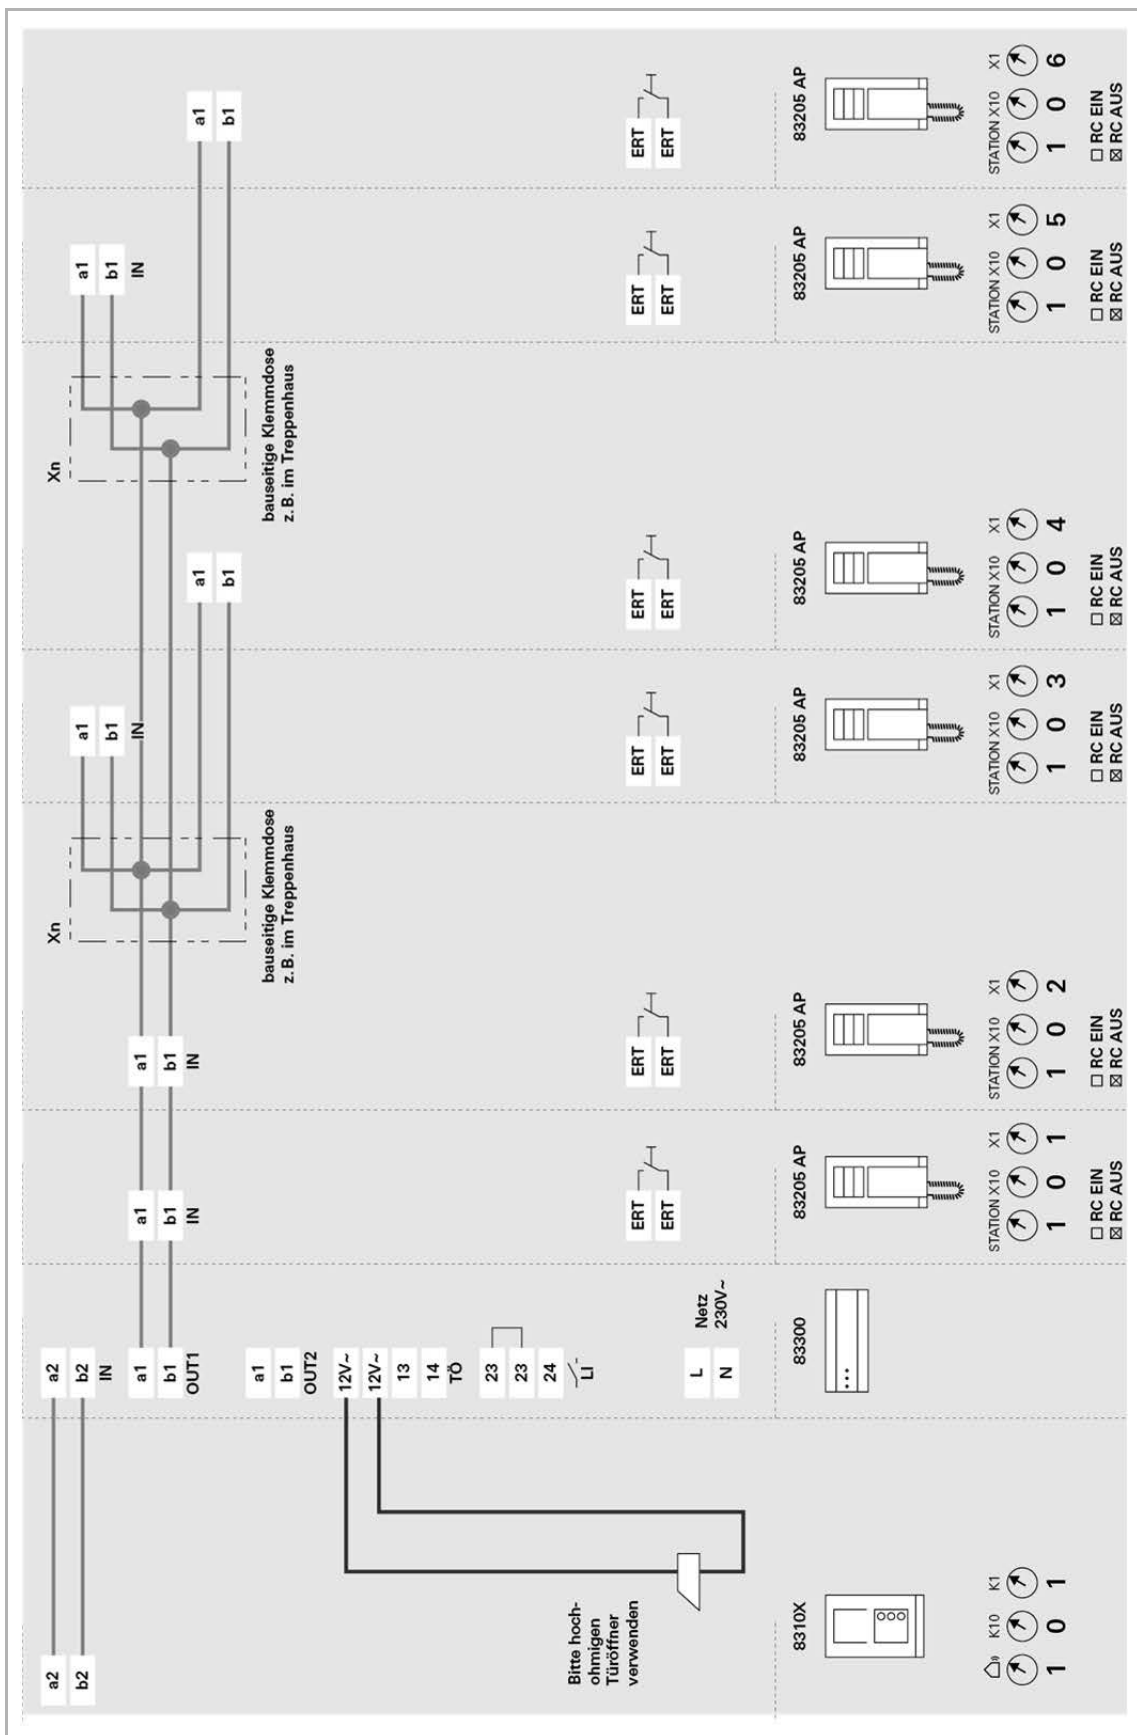 a2
b2
Bitte hoch-
ohmigen
Türöffner
verwenden
8310X
K10 K1
1 0 1
a2
b2
IN
a1
b1
OUT1
a1
b1
OUT2
12V~
12V~
13
14
TÖ
23
23
24
LI
L
N
Netz
230V~
83300
a1
b1
IN
ERT
ERT
83205 AP
STATION X10 X1
1 0 1
RC EIN
RC AUS
a1
b1
IN
ERT
ERT
83205 AP
STATION X10 X1
1 0 2
RC EIN
RC AUS
Xn
bauseitige Klemmdose
z. B. im Treppenhaus
a1
b1
IN
ERT
ERT
83205 AP
STATION X10 X1
1 0 3
RC EIN
RC AUS
a1
b1
ERT
ERT
83205 AP
STATION X10 X1
1 0 4
RC EIN
RC AUS
Xn
bauseitige Klemmdose
z. B. im Treppenhaus
a1
b1
IN
ERT
ERT
83205 AP
STATION X10 X1
1 0 5
RC EIN
RC AUS
a1
b1
ERT
ERT
83205 AP
STATION X10 X1
1 0 6
RC EIN
RC AUS